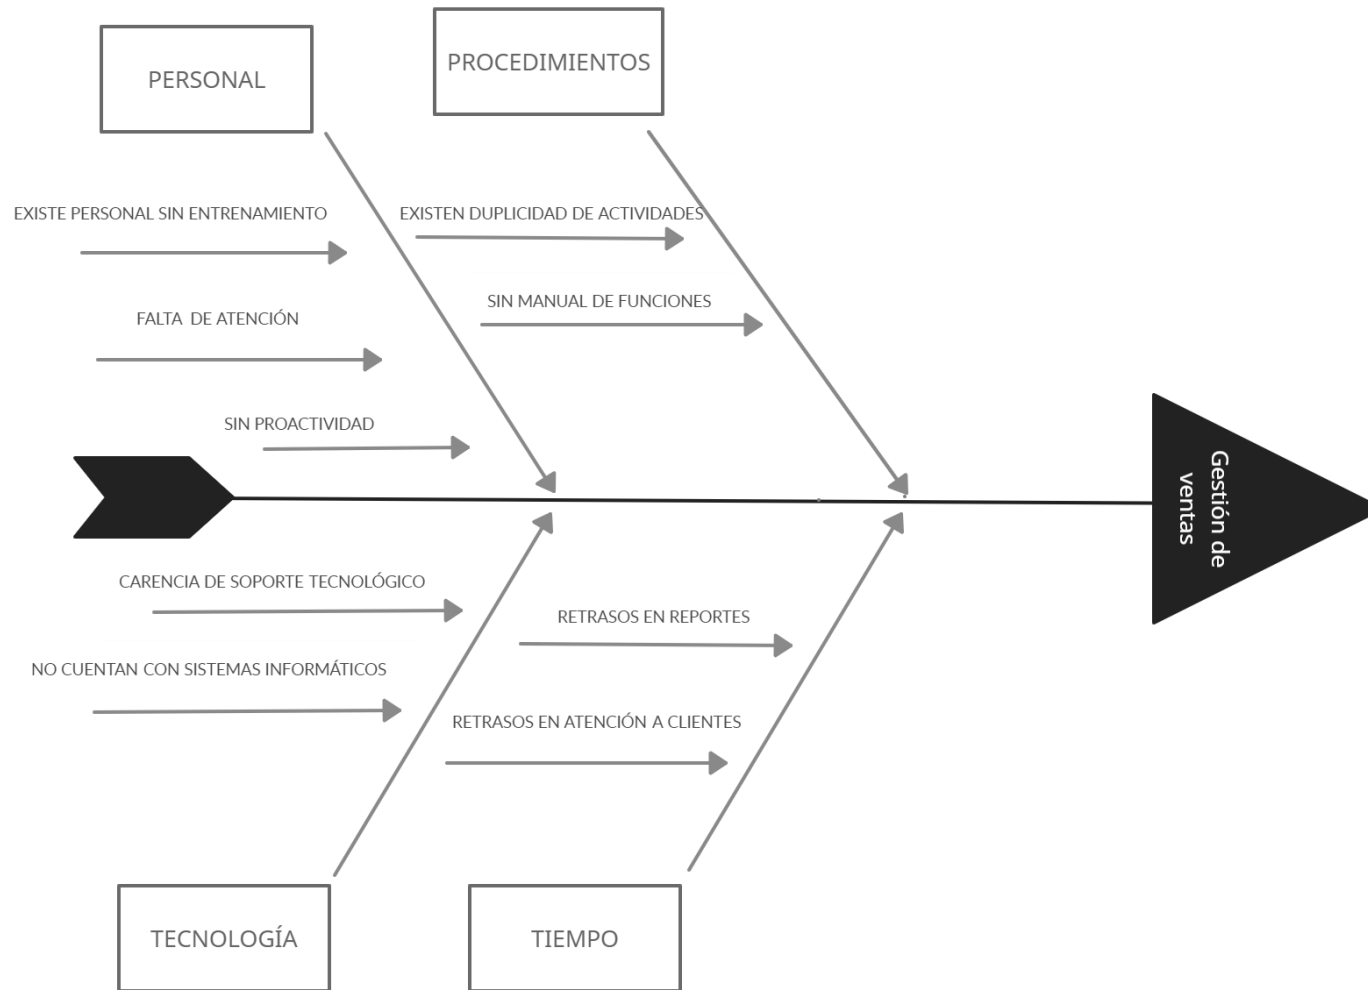 PERSONAL
PROCEDIMIENTOS
EXISTE PERSONAL SIN ENTRENAMIENTO
EXISTEN DUPLICIDAD DE ACTIVIDADES
SIN MANUAL DE FUNCIONES
FALTA DE ATENCIÓN
SIN PROACTIVIDAD
Gestión de
ventas
CARENCIA DE SOPORTE TECNOLÓGICO
RETRASOS EN REPORTES
NO CUENTAN CON SISTEMAS INFORMÁTICOS
RETRASOS EN ATENCIÓN A CLIENTES
TECNOLOGÍA
TIEMPO